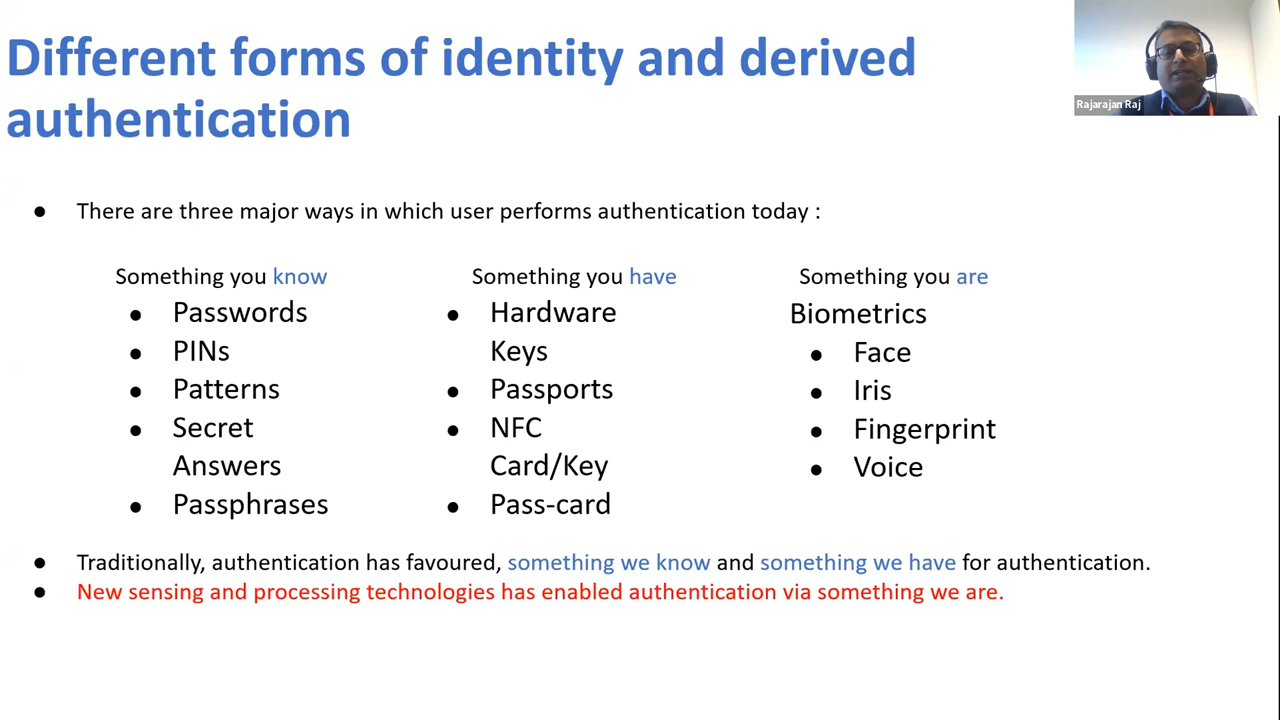 Different forms of identity and derived
authentication
Rajarajan Raj
● There are three major ways in which user performs authentication today :
Something you know
● Passwords
● PINs
● Patterns
● Secret
Answers
● Passphrases
Something you have
● Hardware
Keys
● Passports
● NFC
Card/Key
● Pass-card
Something you are
Biometrics
● Face
● Iris
● Fingerprint
● Voice
● Traditionally, authentication has favoured, something we know and something we have for authentication.
● New sensing and processing technologies has enabled authentication via something we are.